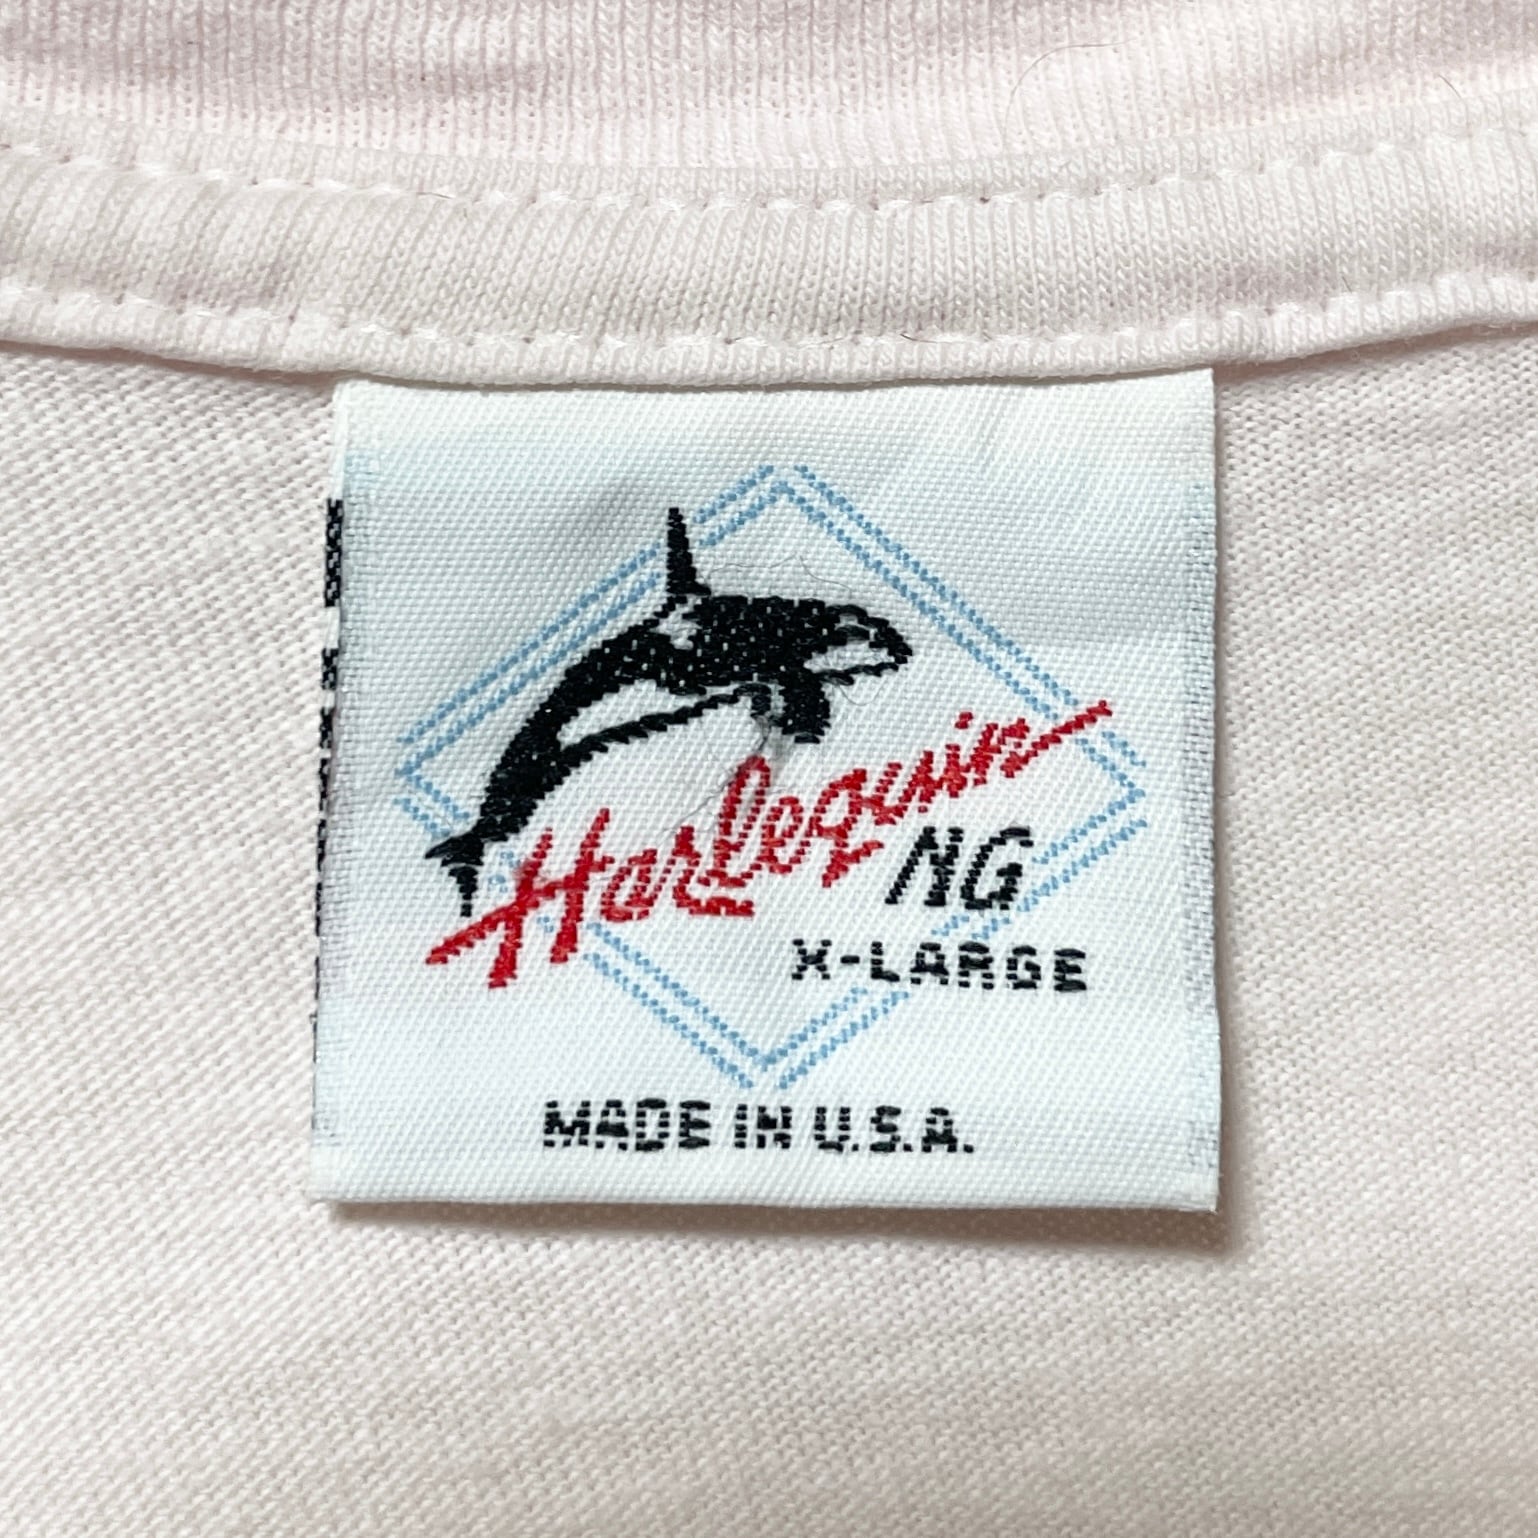 Harlequin
NG
X-LARGE
MADE IN U.S.A.